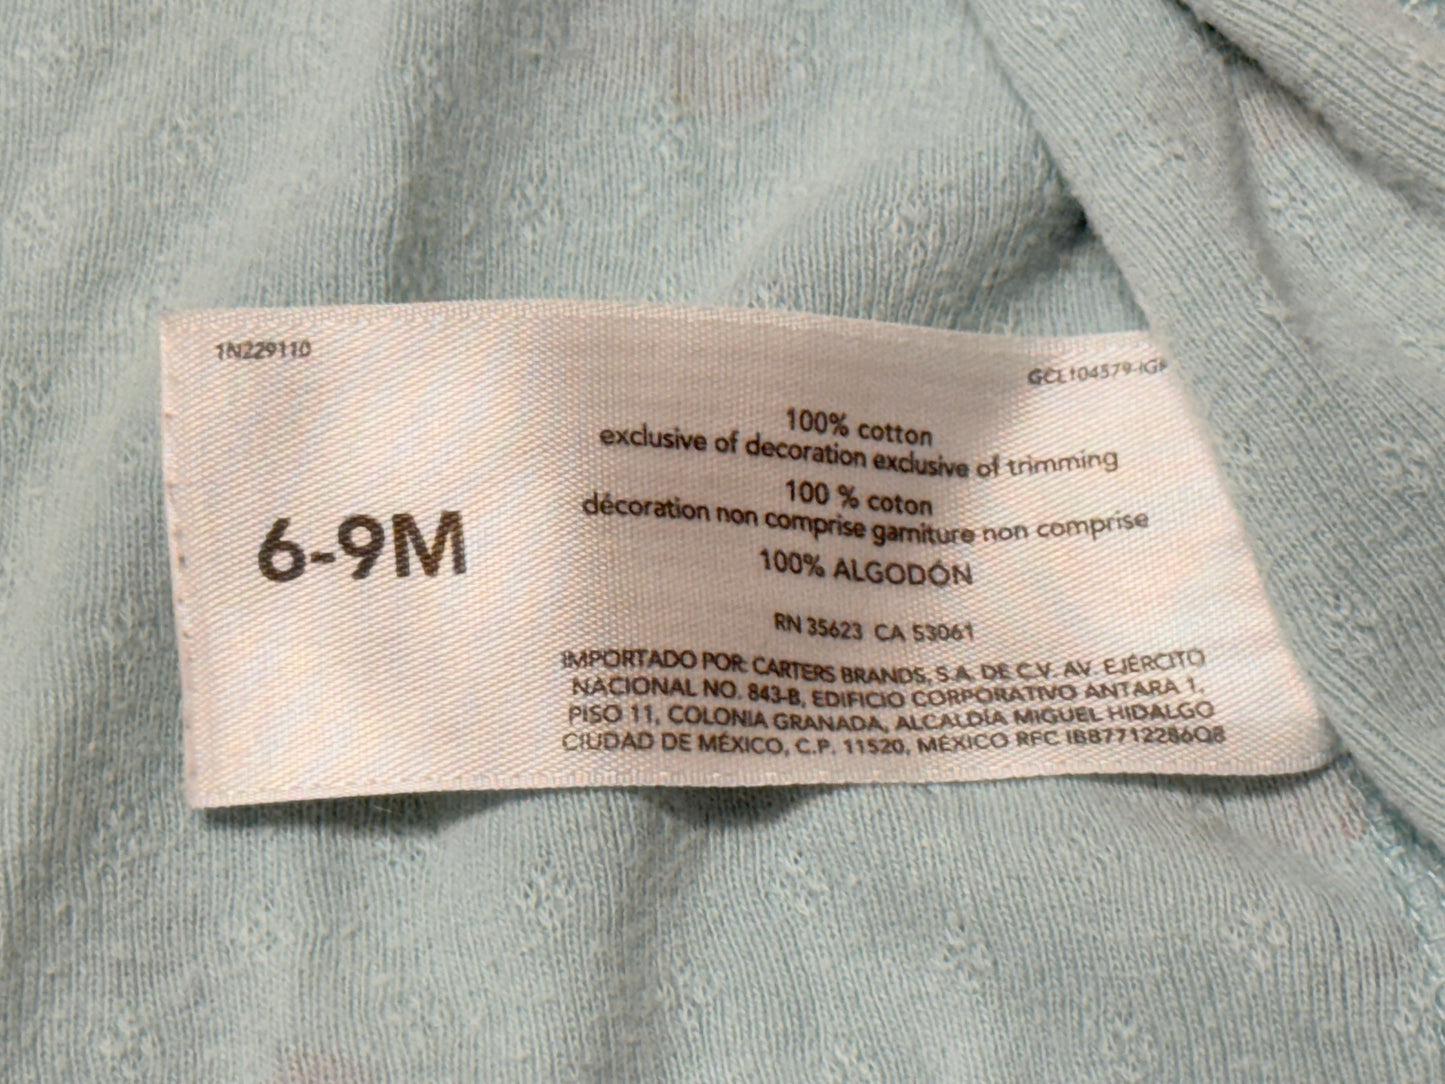 1N229110
GCL104579-IG
100% cotton
exclusive of decoration exclusive of trimming
100 % coton
décoration non comprise garniture non comprise
100% ALGODÓN
6-9M
RN 35623 CA 53061
IMPORTADO POR: CARTERS BRANDS, S.A. DE C.V. AV. EJÉRCITO
NACIONAL NO. 843-B, EDIFICIO CORPORATIVO ANTARA 1,
PISO 11, COLONIA GRANADA, ALCALDÍA MIGUEL HIDALGO
CIUDAD DE MÉXICO, C.P. 11520, MÉXICO RFC IBB7712286Q8